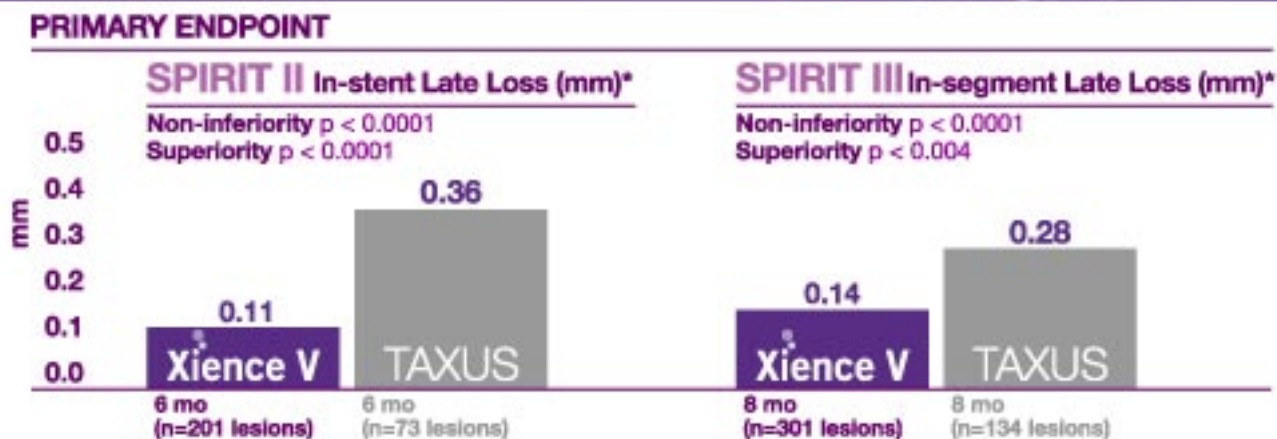 PRIMARY ENDPOINT
SPIRIT II In-stent Late Loss (mm)*
Non-inferiority p < 0.0001
Superiority p < 0.0001
SPIRIT III In-segment Late Loss (mm)*
Non-inferiority p < 0.0001
Superiority p < 0.004
mm
0.5
0.4
0.3
0.2
0.1
0.0
0.11
0.36
Xience V
TAXUS
6 mo
(n=201 lesions)
6 mo
(n=73 lesions)
0.14
0.28
Xience V
TAXUS
8 mo
(n=301 lesions)
8 mo
(n=134 lesions)